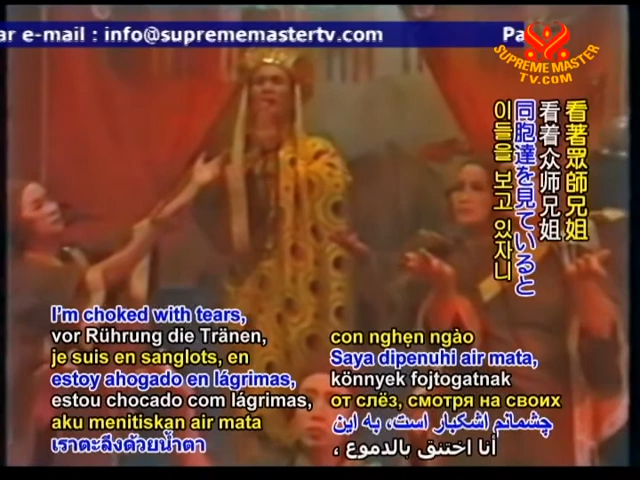 ar e-mail : info@suprememastertv.com
Pa
SUPREME MASTER
TV.COM
看著眾師兄姐
看着众师兄姐
同胞達を見ていると
이들을 보고 있자니
I'm choked with tears,
vor Rührung die Tränen,
je suis en sanglots, en
estoy ahogado en lágrimas,
estou chocado com lágrimas,
aku menitiskan air mata
เราตะลึงด้วยน้ำตา
con nghẹn ngào
Saya dipenuhi air mata,
könnyek fojtogatnak
от слёз, смотря на своих
چشمانم اشکبار است، به این
أنا اختنق بالدموع ،